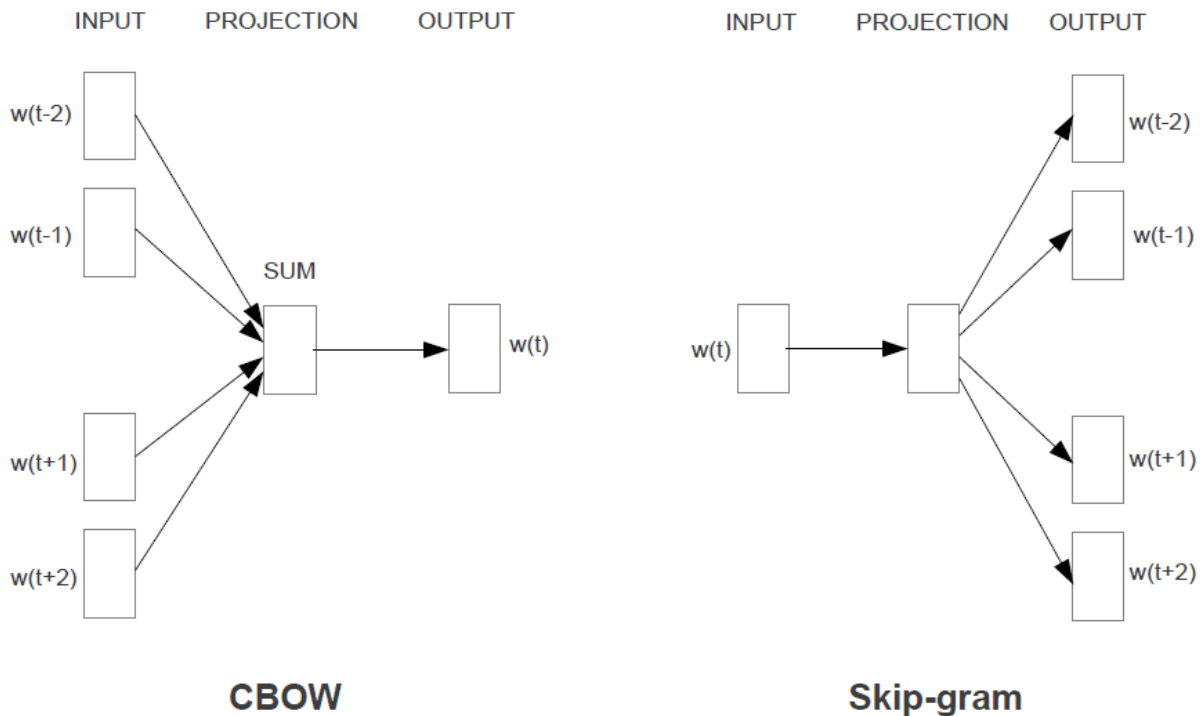 INPUT PROJECTION OUTPUT
w(t-2)
w(t-1)
SUM
w(t)
w(t+1)
w(t+2)
CBOW
INPUT PROJECTION OUTPUT
w(t-2)
w(t-1)
w(t)
w(t+1)
w(t+2)
Skip-gram